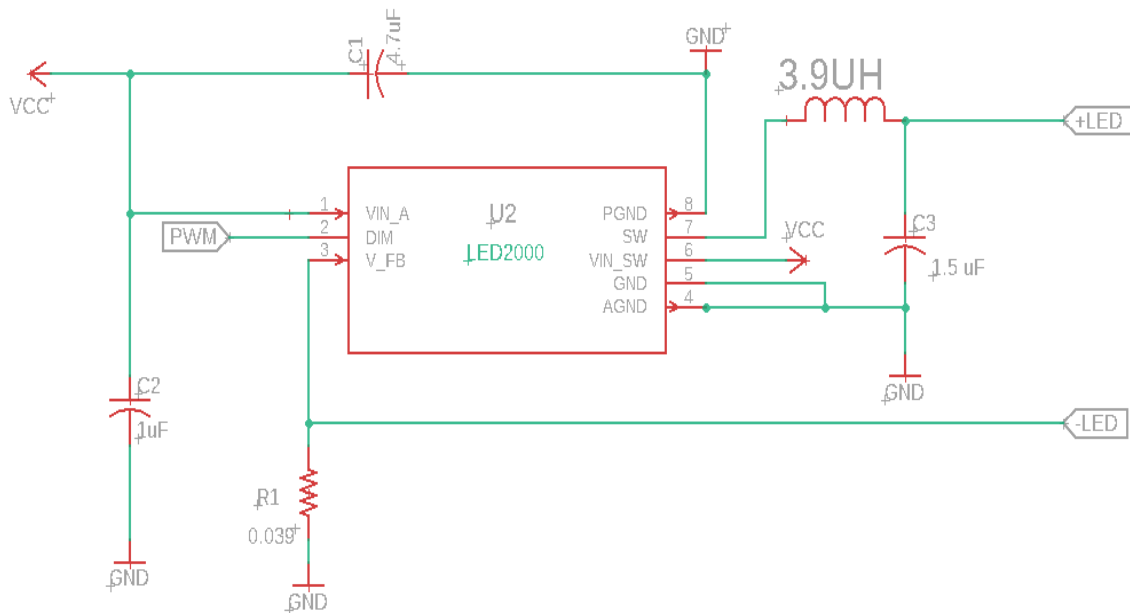 C1
4.7uF
GND
3.9UH
VCC
+LED
1
VIN_A
U2
PGND
8
PWM
2
DIM
LED2000
SW
7
VCC
C3
3
V_FB
VIN_SW
6
1.5 uF
GND
5
AGND
4
C2
GND
1uF
-LED
R1
0.039
GND
GND